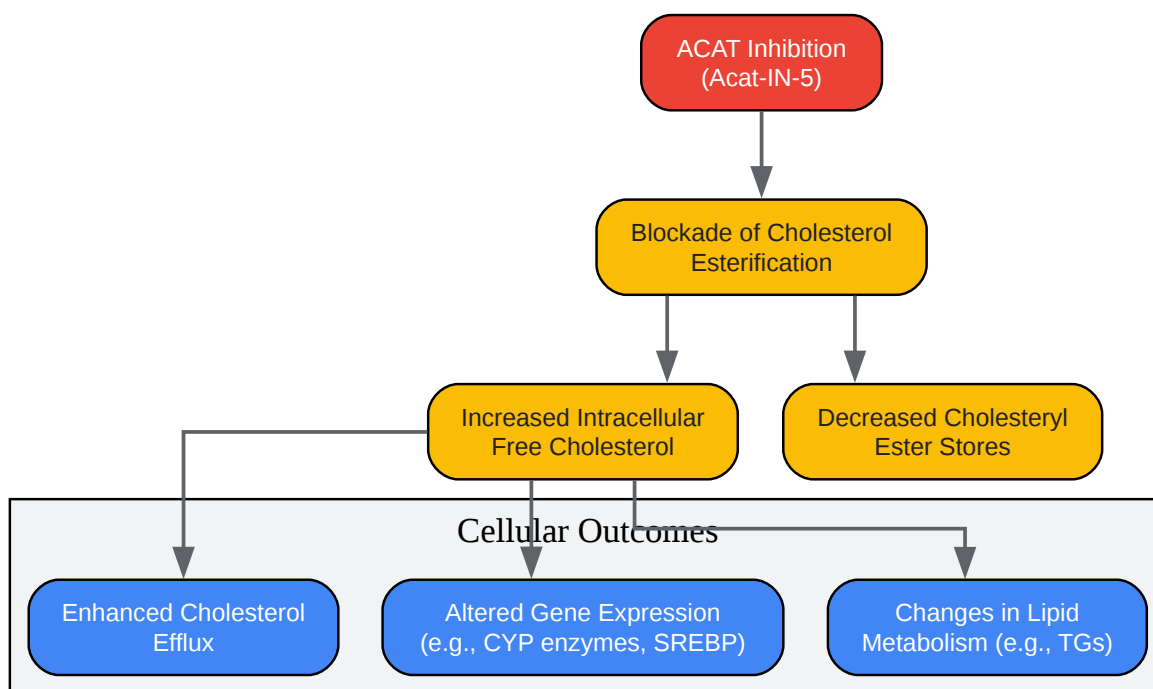 ACAT Inhibition
(Acat-IN-5)
Blockade of Cholesterol
Esterification
Increased Intracellular
Free Cholesterol
Decreased Cholesteryl
Ester Stores
Cellular Outcomes
Enhanced Cholesterol
Efflux
Altered Gene Expression
(e.g., CYP enzymes, SREBP)
Changes in Lipid
Metabolism (e.g., TGs)